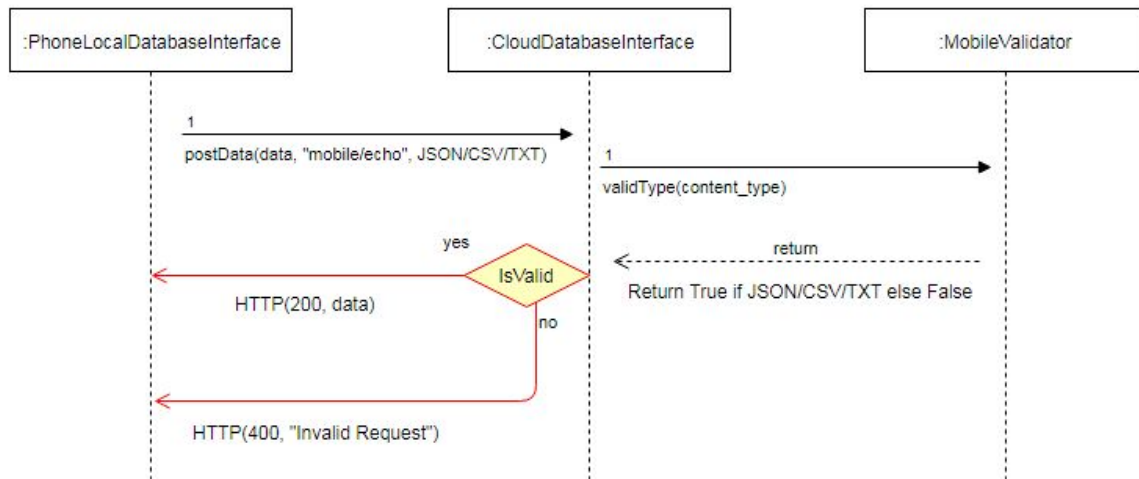 :PhoneLocalDatabaseInterface
:CloudDatabaseInterface
:MobileValidator
1
postData(data, "mobile/echo", JSON/CSV/TXT)
1
validType(content_type)
yes
return
IsValid
Return True if JSON/CSV/TXT else False
HTTP(200, data)
no
HTTP(400, "Invalid Request")